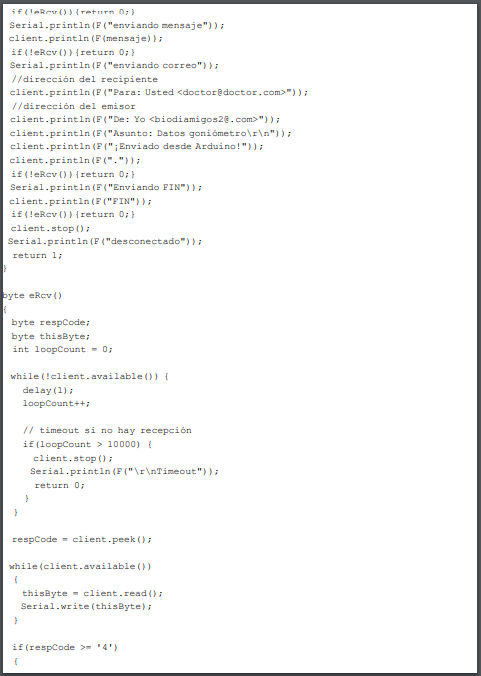 if(!eRcv()){return 0;}
Serial.println(F("enviando mensaje"));
client.println(F(mensaje));
if(!eRcv()){return 0;}
Serial.println(F("enviando correo"));
//dirección del recipiente
client.println(F("Para: Usted <doctor@doctor.com>"));
//dirección del emisor
client.println(F("De: Yo <biodiamigos2@.com>"));
client.println(F("Asunto: Datos goniómetro\r\n"));
client.println(F("¡Enviado desde Arduino!"));
client.println(F("."));
if(!eRcv()){return 0;}
Serial.println(F("Enviando FIN"));
client.println(F("FIN"));
if(!eRcv()){return 0;}
client.stop();
Serial.println(F("desconectado"));
return 1;
}
byte eRcv()
{
byte respCode;
byte thisByte;
int loopCount = 0;
while(!client.available()) {
delay(1);
loopCount++;
// timeout si no hay recepción
if(loopCount > 10000) {
client.stop();
Serial.println(F("\r\nTimeout"));
return 0;
}
}
respCode = client.peek();
while(client.available())
{
thisByte = client.read();
Serial.write(thisByte);
}
if(respCode >= '4')
{